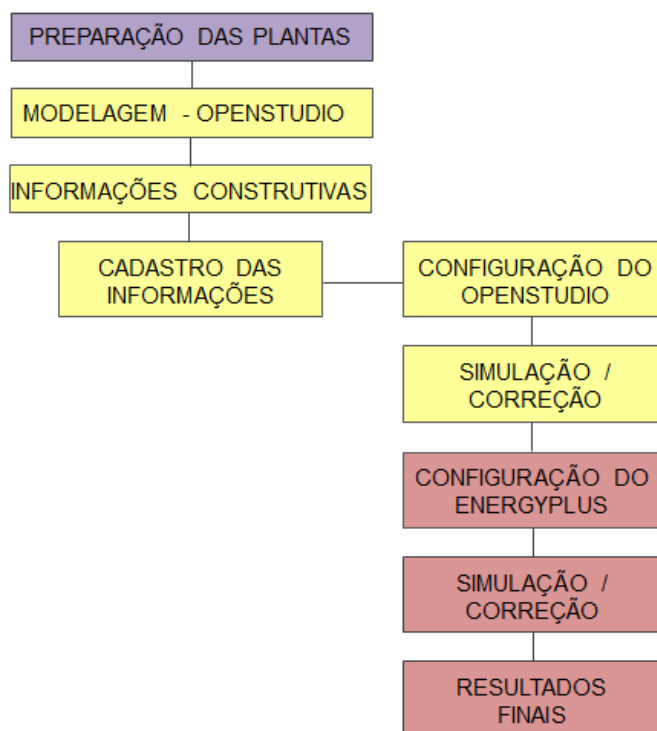 PREPARAÇÃO DAS PLANTAS
MODELAGEM - OPENSTUDIO
INFORMAÇÕES CONSTRUTIVAS
CADASTRO DAS
INFORMAÇÕES
CONFIGURAÇÃO DO
OPENSTUDIO
SIMULAÇÃO /
CORREÇÃO
CONFIGURAÇÃO DO
ENERGYPLUS
SIMULAÇÃO /
CORREÇÃO
RESULTADOS
FINAIS